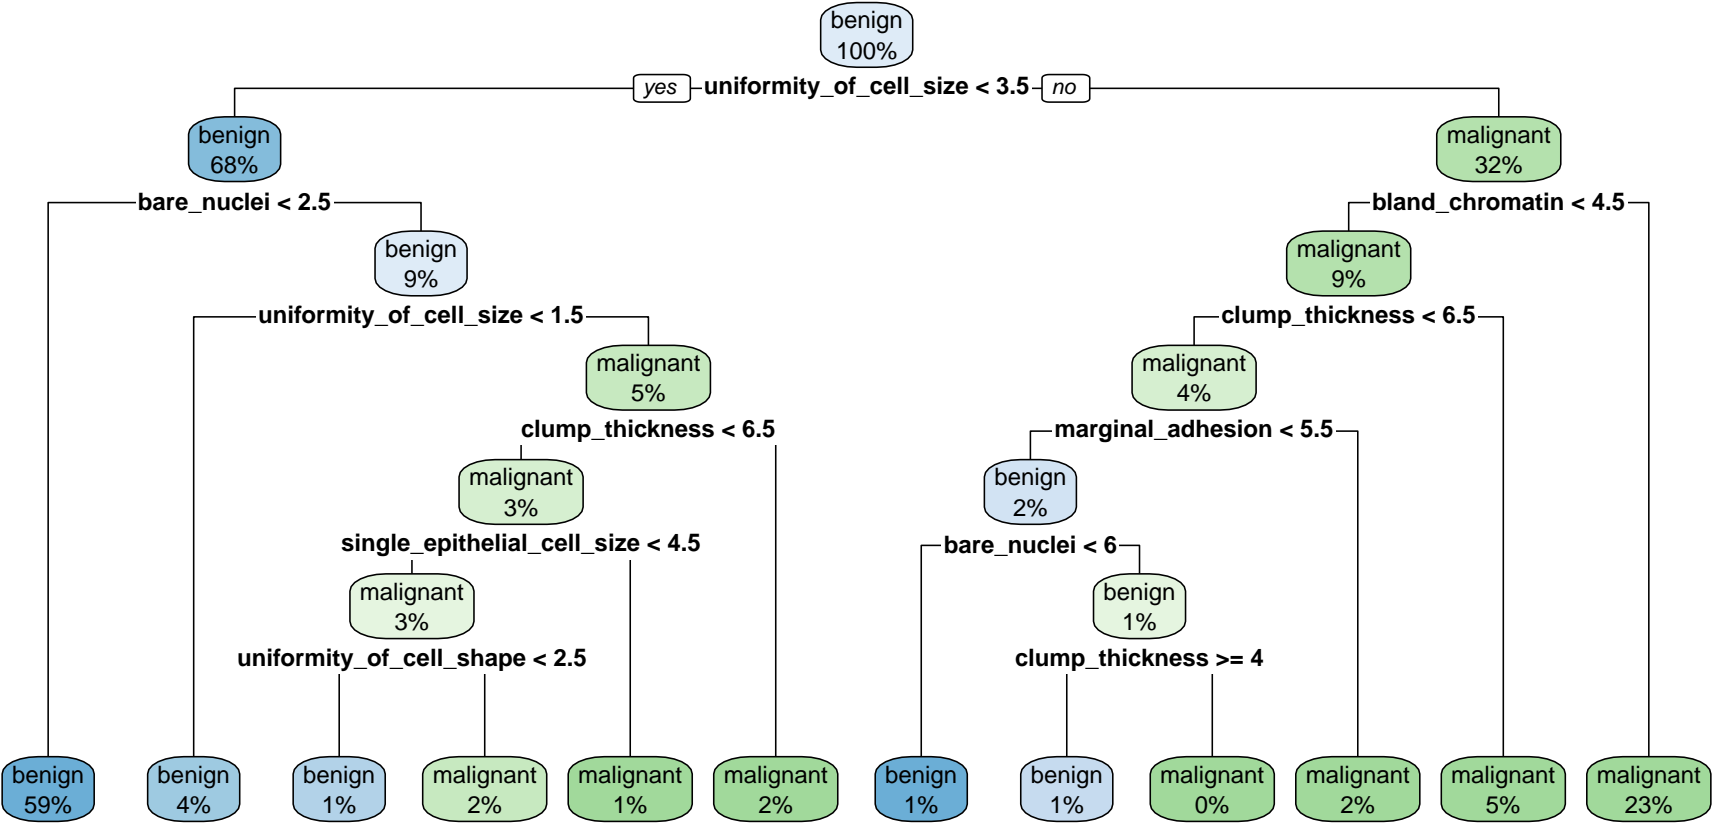 benign
100%
yes uniformity_of_cell_size < 3.5 no
benign
68%
malignant
32%
bare_nuclei < 2.5
bland_chromatin < 4.5
benign
9%
malignant
9%
uniformity_of_cell_size < 1.5
clump_thickness < 6.5
malignant
5%
malignant
4%
clump_thickness < 6.5
marginal_adhesion < 5.5
malignant
3%
benign
2%
single_epithelial_cell_size < 4.5
bare_nuclei < 6
malignant
3%
benign
1%
uniformity_of_cell_shape < 2.5
clump_thickness >= 4
benign
59%
benign
4%
benign
1%
malignant
2%
malignant
1%
malignant
2%
benign
1%
benign
1%
malignant
0%
malignant
2%
malignant
5%
malignant
23%